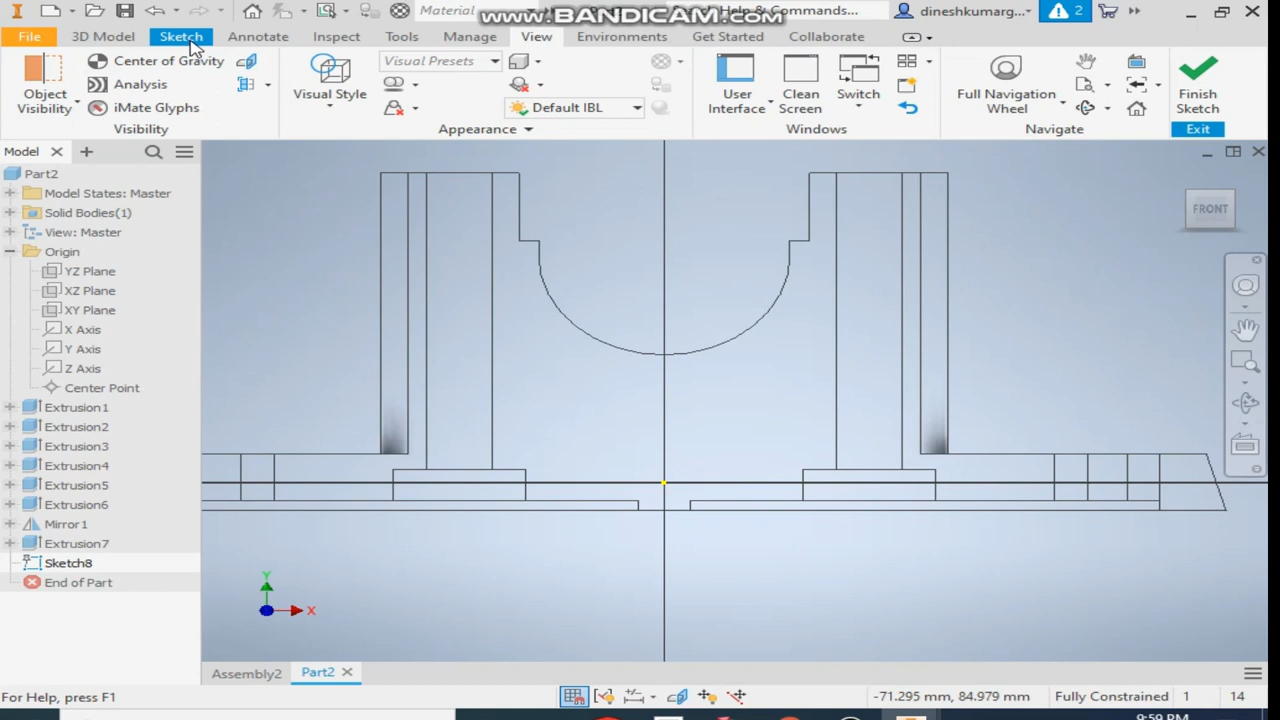 Material
www.BANDICAM.com
Help & Commands...
dineshkumarg...
2
File
3D Model
Sketch
Annotate
Inspect
Tools
Manage
View
Environments
Get Started
Collaborate
Object Visibility
Center of Gravity
Analysis
iMate Glyphs
Visibility
Visual Style
Visual Presets
Default IBL
Appearance
User Interface
Clean Screen
Switch
Windows
Full Navigation Wheel
Navigate
Finish Sketch
Exit
Model
Part2
Model States: Master
Solid Bodies(1)
View: Master
Origin
YZ Plane
XZ Plane
XY Plane
X Axis
Y Axis
Z Axis
Center Point
Extrusion1
Extrusion2
Extrusion3
Extrusion4
Extrusion5
Extrusion6
Mirror1
Extrusion7
Sketch8
End of Part
FRONT
Y
X
Assembly2
Part2
For Help, press F1
-71.295 mm, 84.979 mm
Fully Constrained
1
14